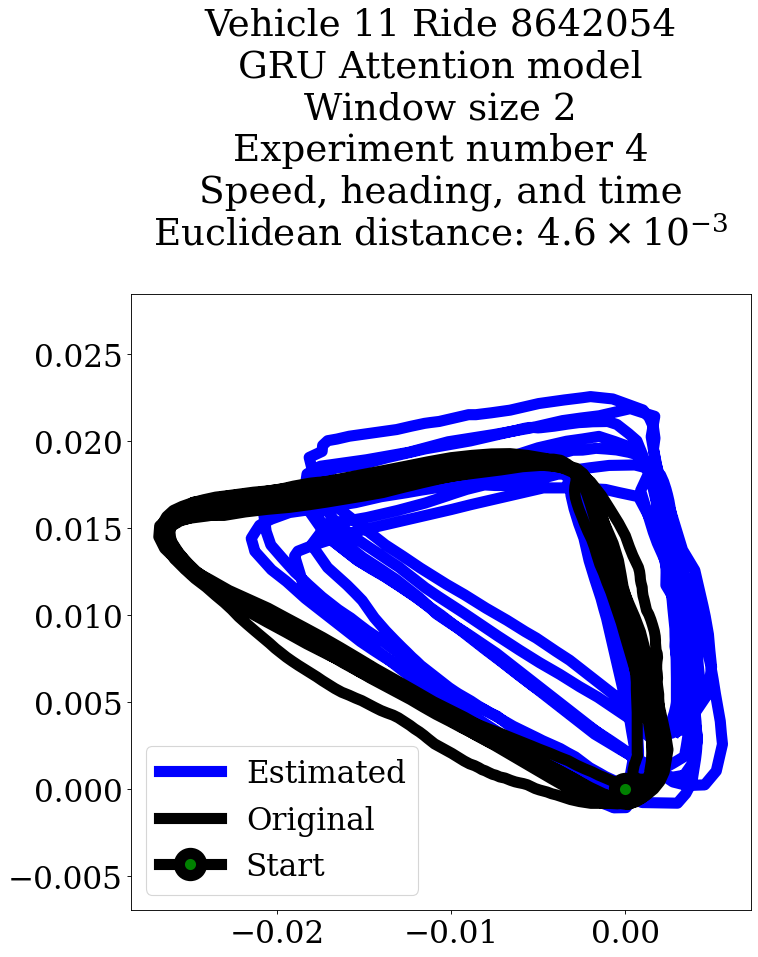 Vehicle 11 Ride 8642054
GRU Attention model
Window size 2
Experiment number 4
Speed, heading, and time
Euclidean distance: 4.6 × 10⁻³
0.025
0.020
0.015
0.010
0.005
0.000
−0.005
Estimated
Original
Start
−0.02 −0.01 0.00